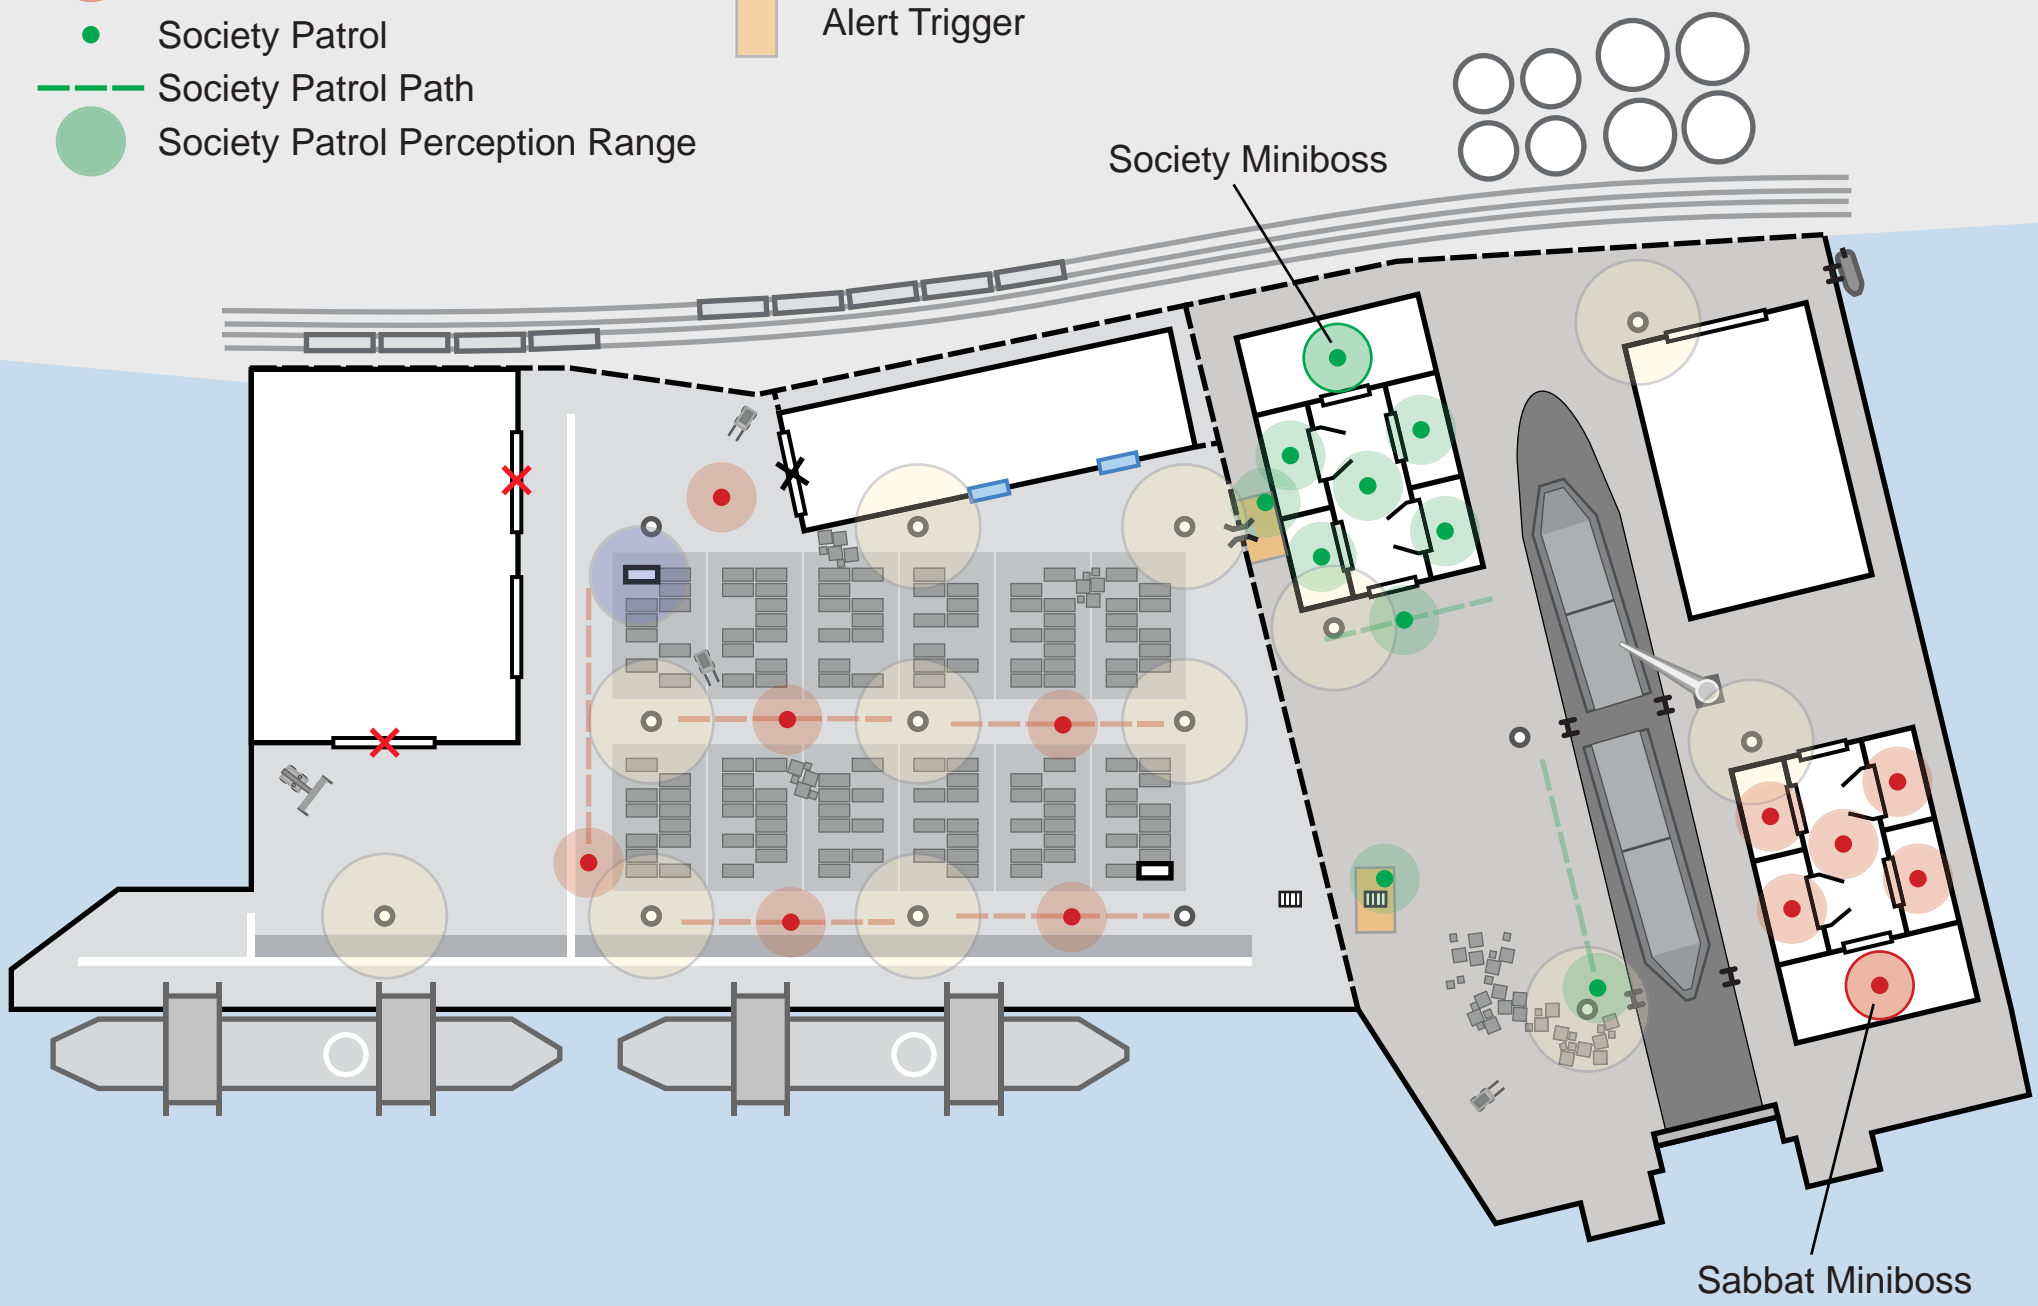 Society Patrol
Alert Trigger
Society Patrol Path
Society Patrol Perception Range
Society Miniboss
Sabbat Miniboss